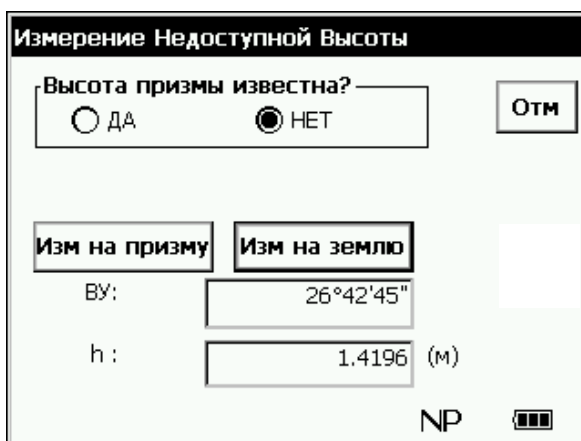 Измерение Недоступной Высоты
Высота призмы известна?
ДА НЕТ
Отм
Изм на призму Изм на землю
ВУ: 26°42'45"
h : 1.4196 (м)
NP